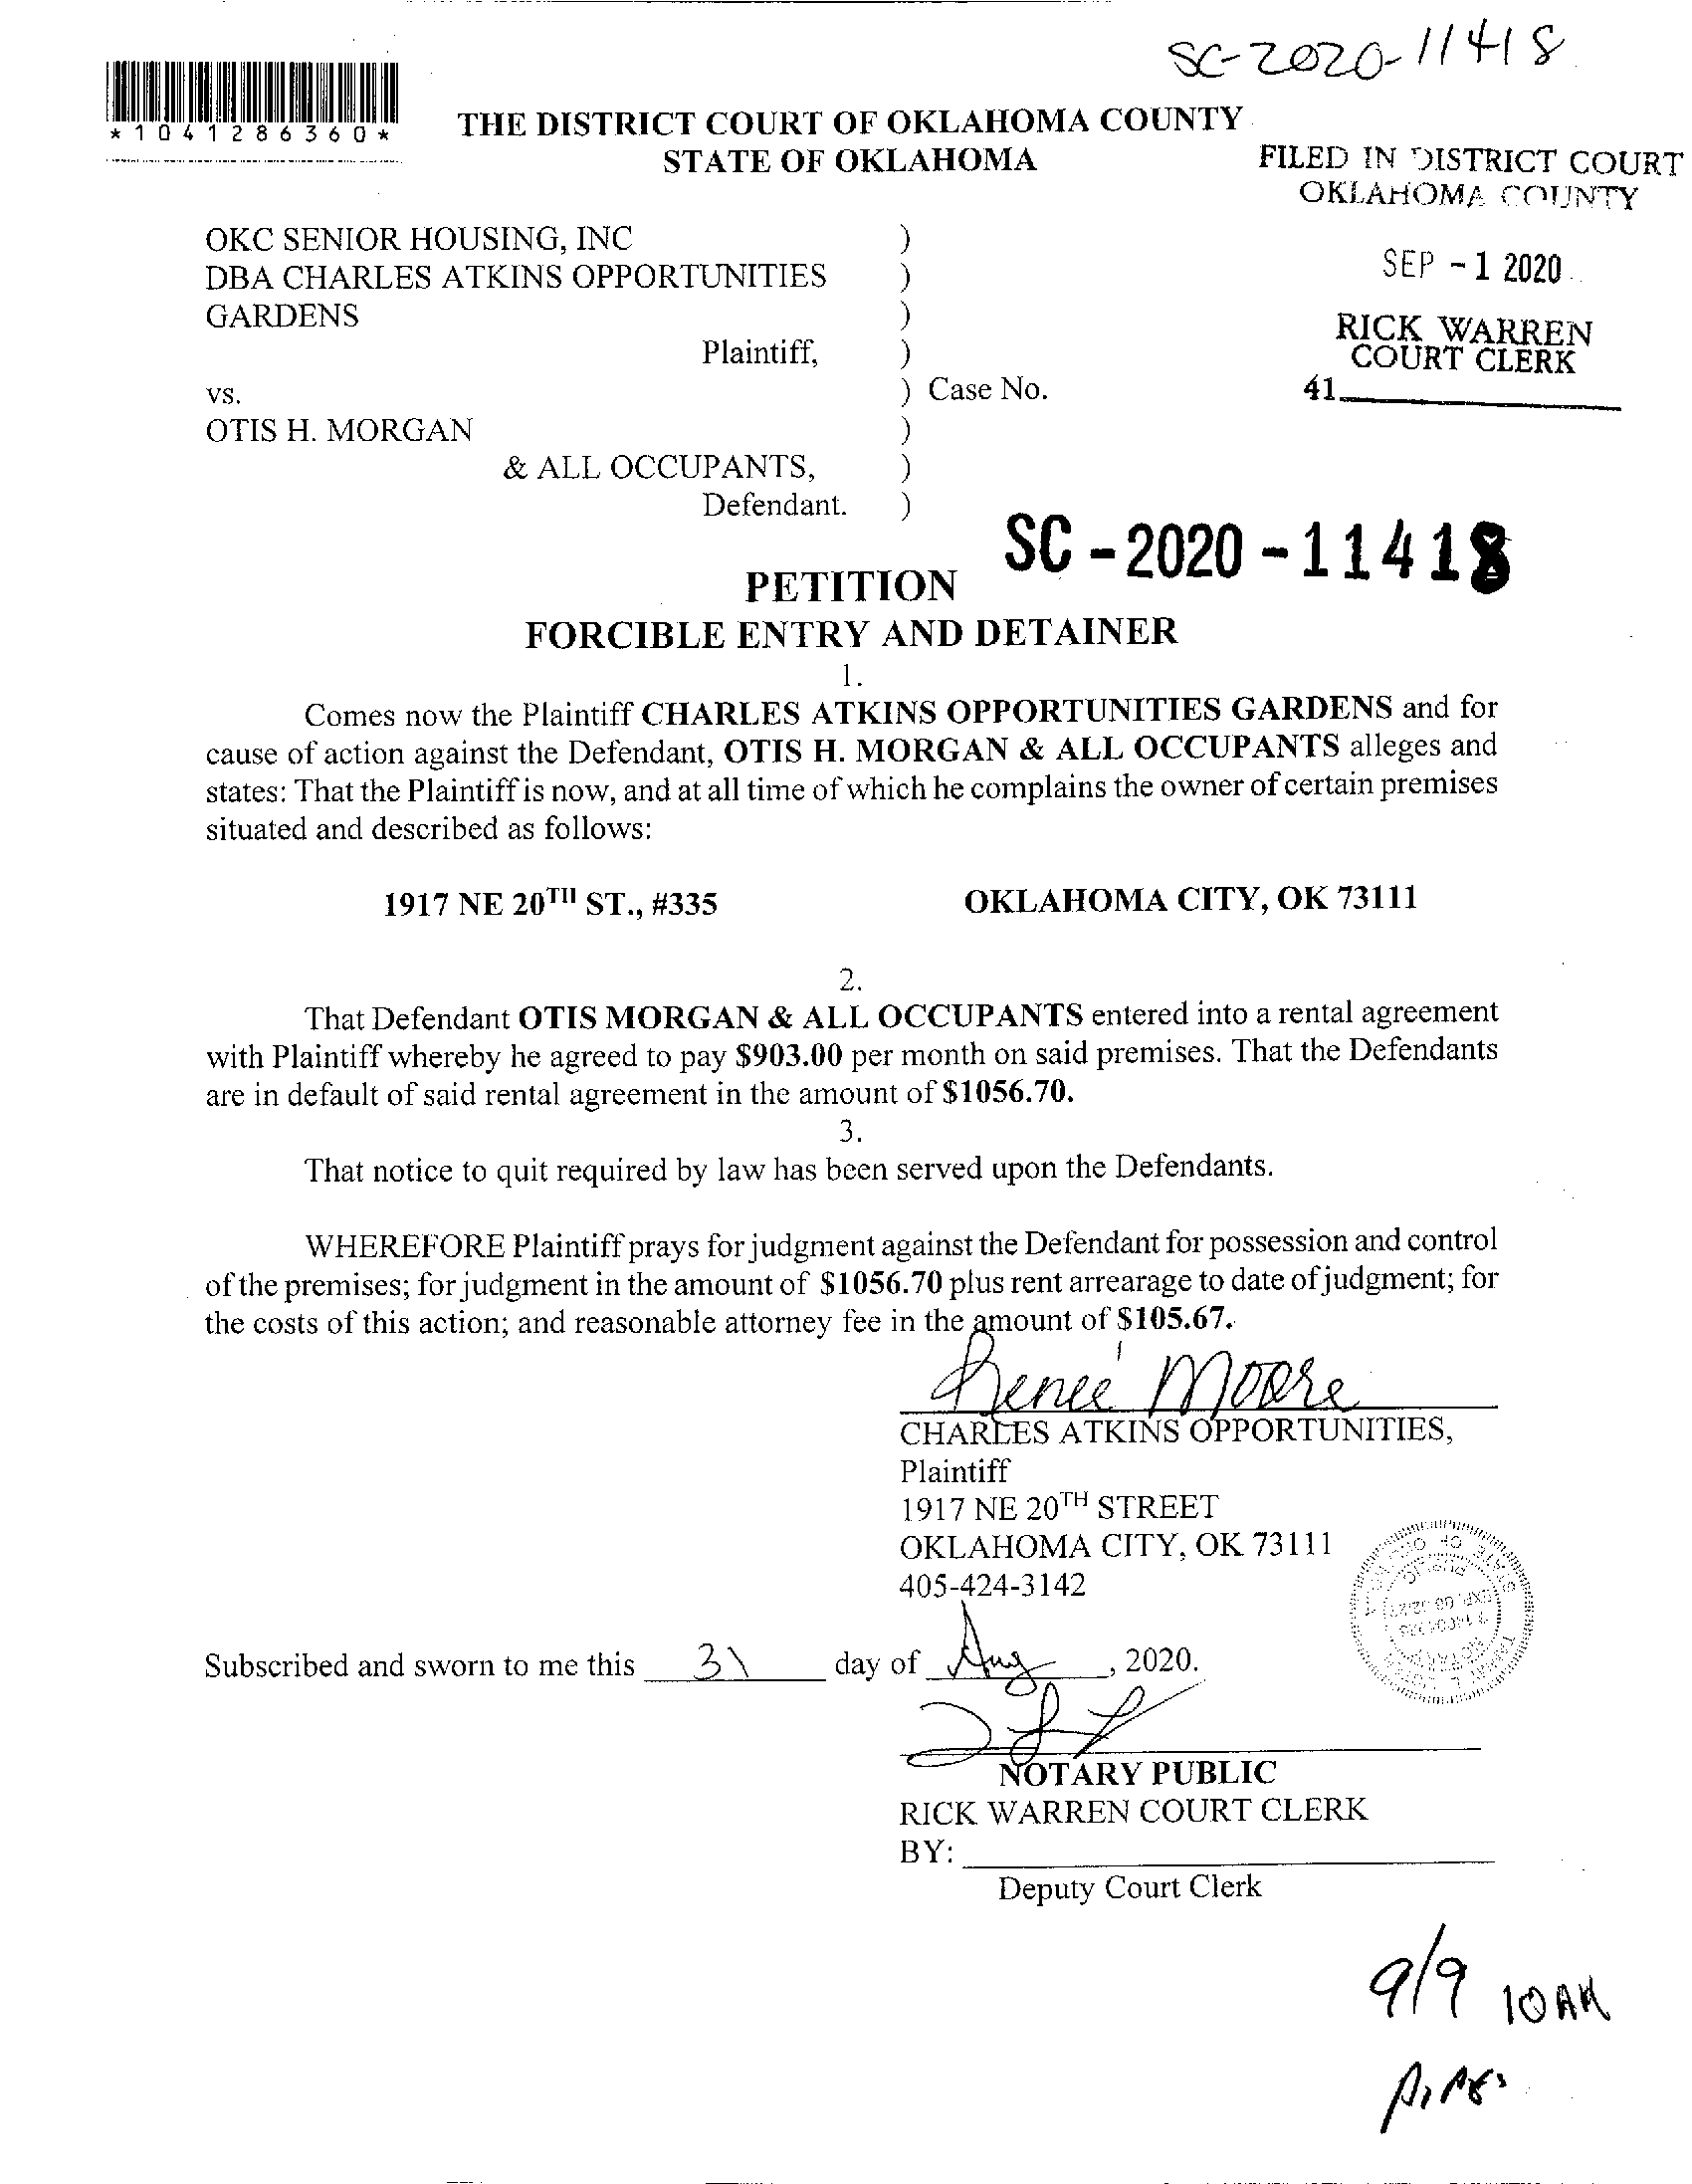 SC-2020-11418
*1041286360*
THE DISTRICT COURT OF OKLAHOMA COUNTY
STATE OF OKLAHOMA
FILED IN DISTRICT COURT
OKLAHOMA COUNTY
SEP -1 2020
RICK WARREN
COURT CLERK
41
OKC SENIOR HOUSING, INC )
DBA CHARLES ATKINS OPPORTUNITIES )
GARDENS )
Plaintiff, )
vs. ) Case No.
OTIS H. MORGAN )
& ALL OCCUPANTS, )
Defendant. )
SC - 2020 - 11418
PETITION
FORCIBLE ENTRY AND DETAINER
1.
Comes now the Plaintiff CHARLES ATKINS OPPORTUNITIES GARDENS and for
cause of action against the Defendant, OTIS H. MORGAN & ALL OCCUPANTS alleges and
states: That the Plaintiff is now, and at all time of which he complains the owner of certain premises
situated and described as follows:
1917 NE 20TH ST., #335 OKLAHOMA CITY, OK 73111
2.
That Defendant OTIS MORGAN & ALL OCCUPANTS entered into a rental agreement
with Plaintiff whereby he agreed to pay $903.00 per month on said premises. That the Defendants
are in default of said rental agreement in the amount of $1056.70.
3.
That notice to quit required by law has been served upon the Defendants.
WHEREFORE Plaintiff prays for judgment against the Defendant for possession and control
of the premises; for judgment in the amount of $1056.70 plus rent arrearage to date of judgment; for
the costs of this action; and reasonable attorney fee in the amount of $105.67.
Reneé Moore
CHARLES ATKINS OPPORTUNITIES,
Plaintiff
1917 NE 20TH STREET
OKLAHOMA CITY, OK 73111
405-424-3142
Subscribed and sworn to me this 31 day of Aug, 2020.
NOTARY PUBLIC
RICK WARREN COURT CLERK
BY:
Deputy Court Clerk
9/9 10AM